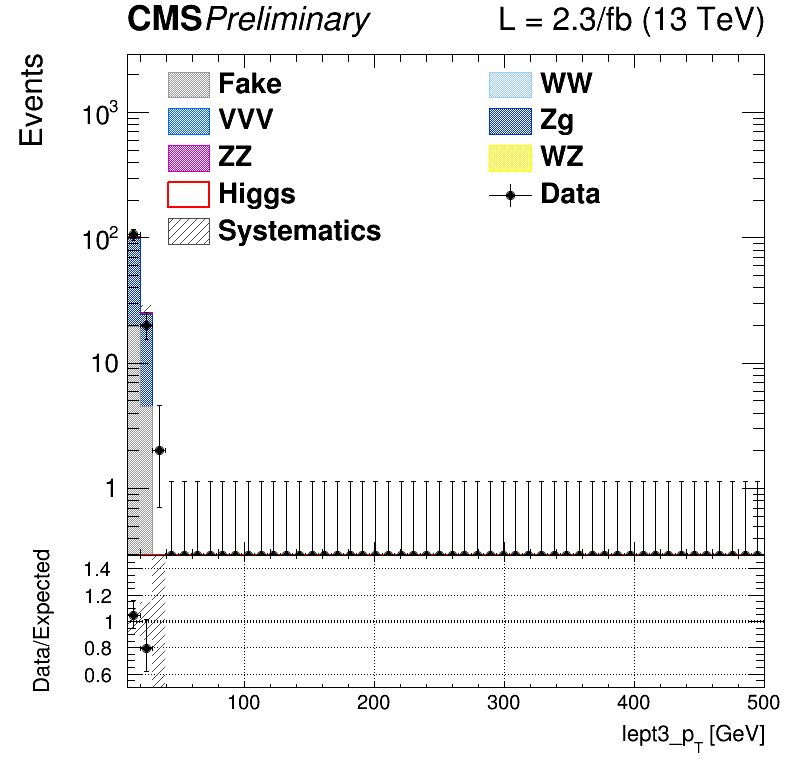 CMS Preliminary L = 2.3/fb (13 TeV)
Events
Fake WW
VVV Zg
ZZ WZ
Higgs Data
Systematics
10³
10²
10
1
Data/Expected
1.4
1.2
1
0.8
0.6
100 200 300 400 500
lept3_p_T [GeV]